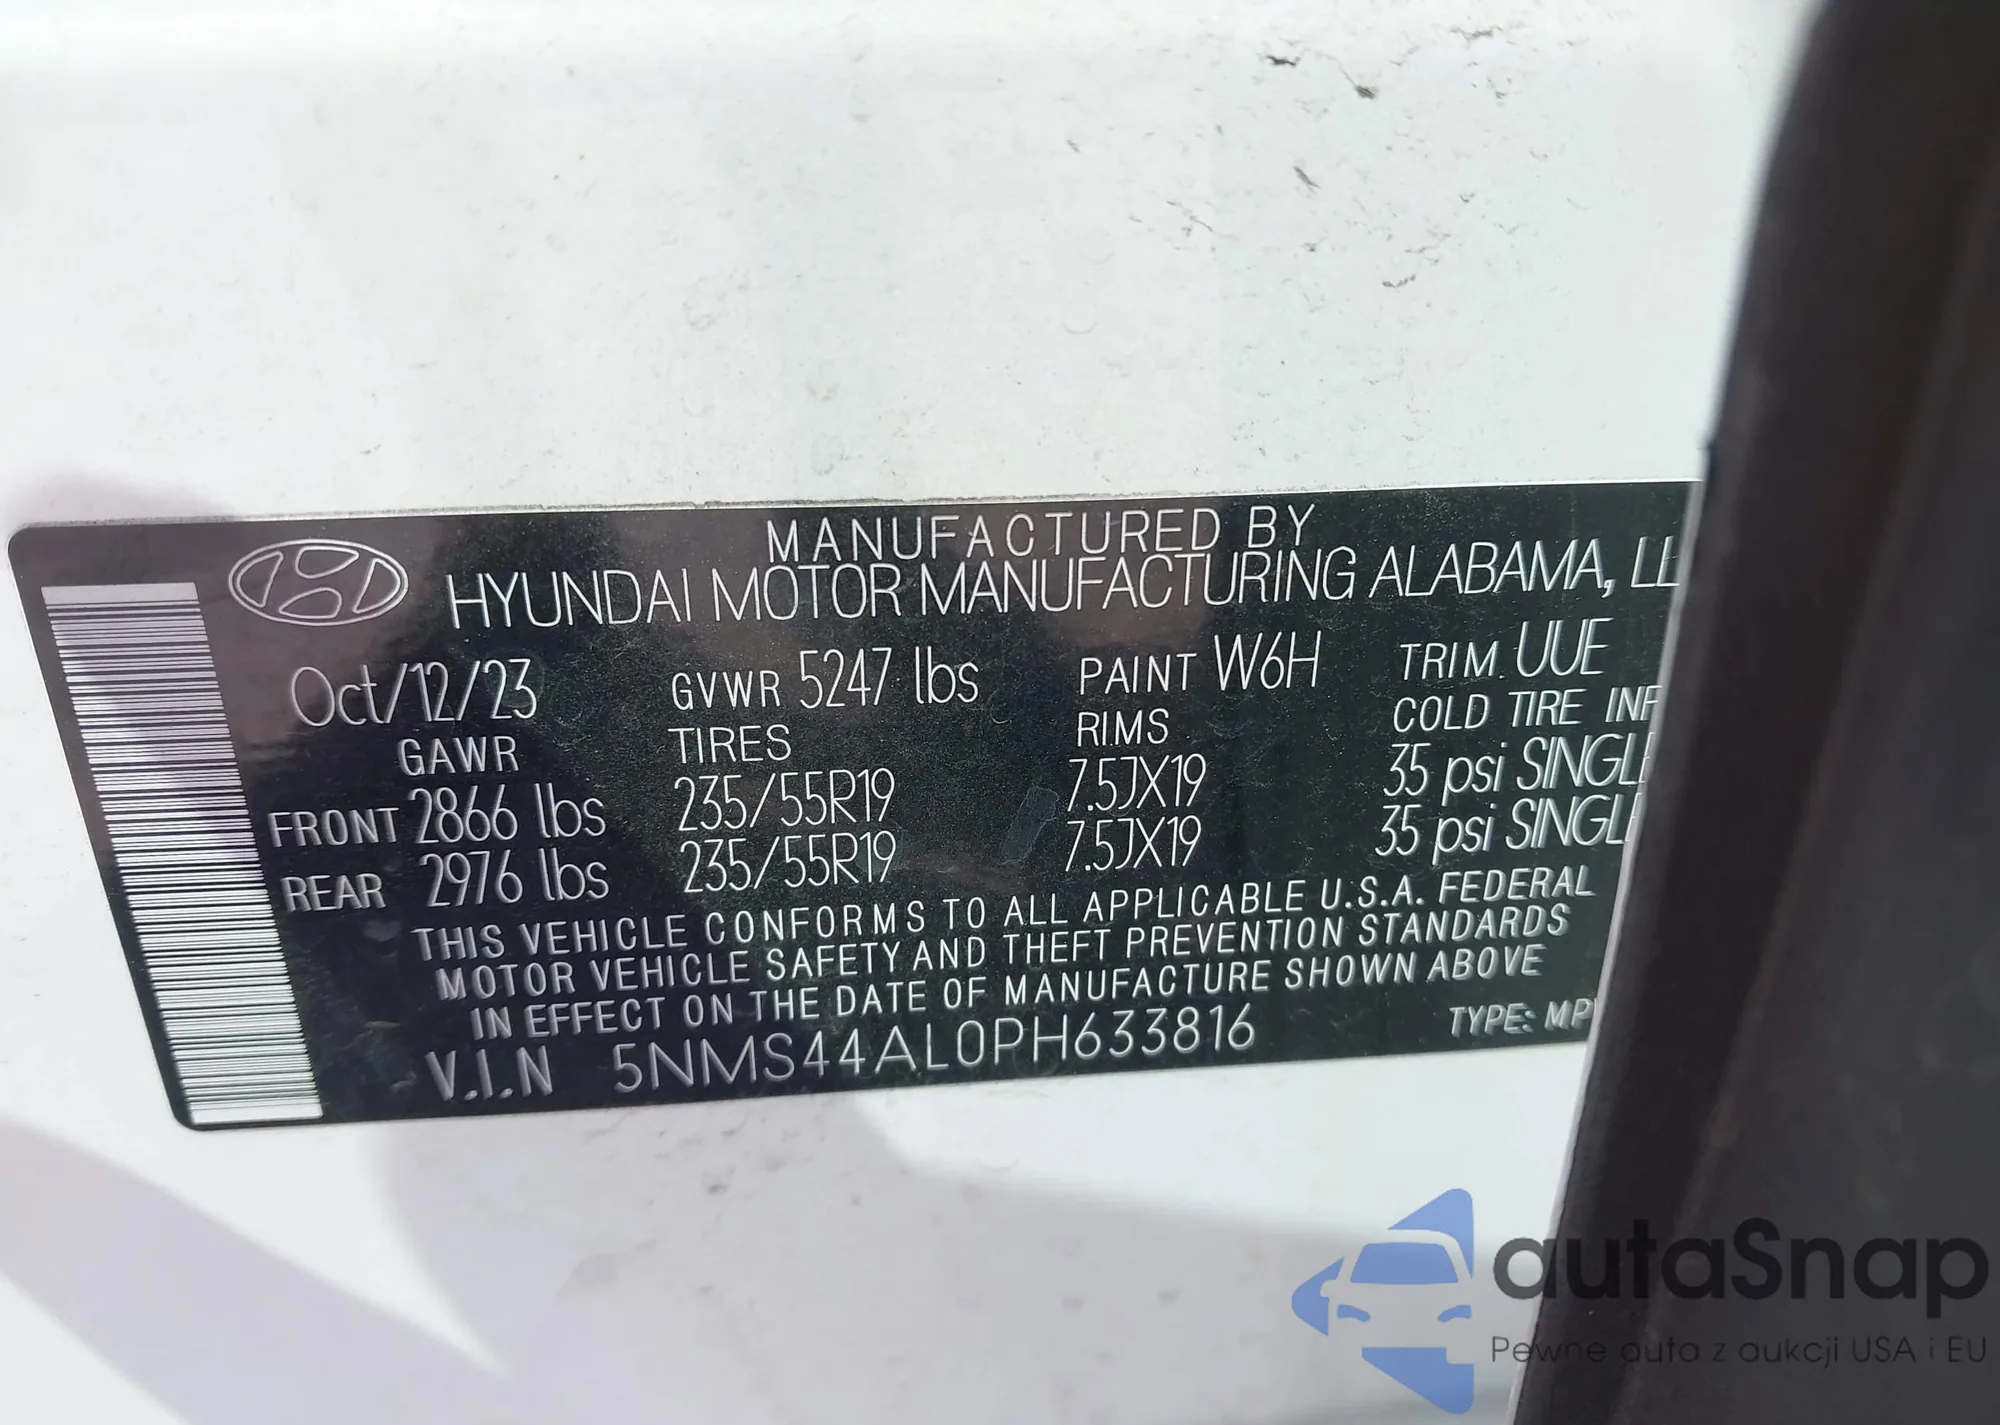 MANUFACTURED BY
HYUNDAI MOTOR MANUFACTURING ALABAMA, LL
Oct/12/23 GVWR 5247 lbs PAINT W6H TRIM. UUE
GAWR TIRES RIMS COLD TIRE INF
FRONT 2866 lbs 235/55R19 7.5JX19 35 psi SINGL
REAR 2976 lbs 235/55R19 7.5JX19 35 psi SINGL
THIS VEHICLE CONFORMS TO ALL APPLICABLE U.S.A. FEDERAL
MOTOR VEHICLE SAFETY AND THEFT PREVENTION STANDARDS
IN EFFECT ON THE DATE OF MANUFACTURE SHOWN ABOVE
V.I.N 5NMS44AL0PH633816 TYPE: MP
autaSnap
Pewne auta z aukcji USA i EU